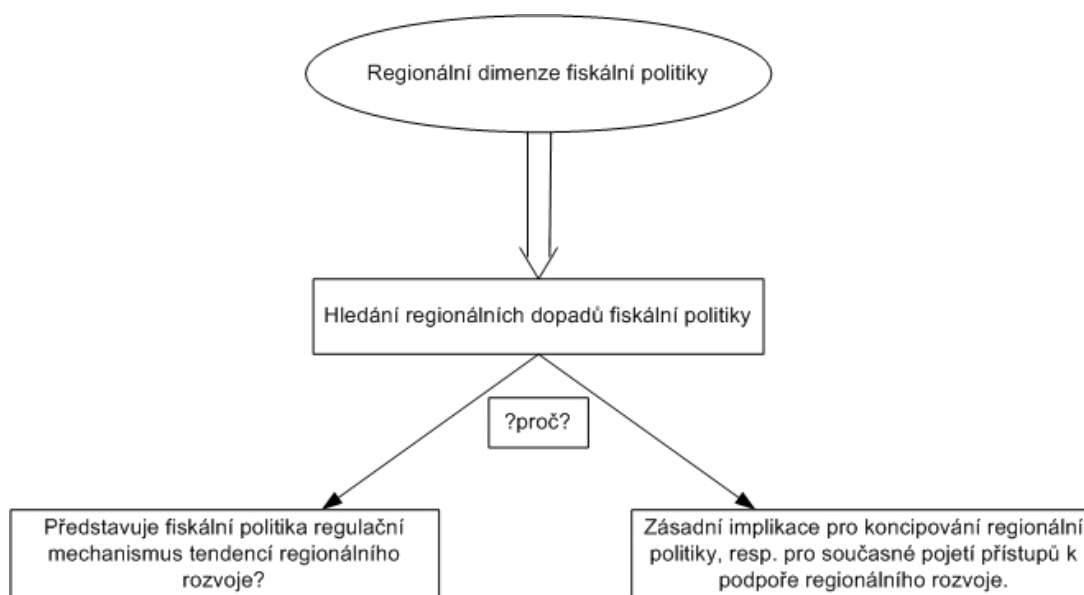 Regionální dimenze fiskální politiky
Hledání regionálních dopadů fiskální politiky
?proč?
Představuje fiskální politika regulační
mechanismus tendencí regionálního
rozvoje?
Zásadní implikace pro koncipování regionální
politiky, resp. pro současné pojetí přístupů k
podpoře regionálního rozvoje.